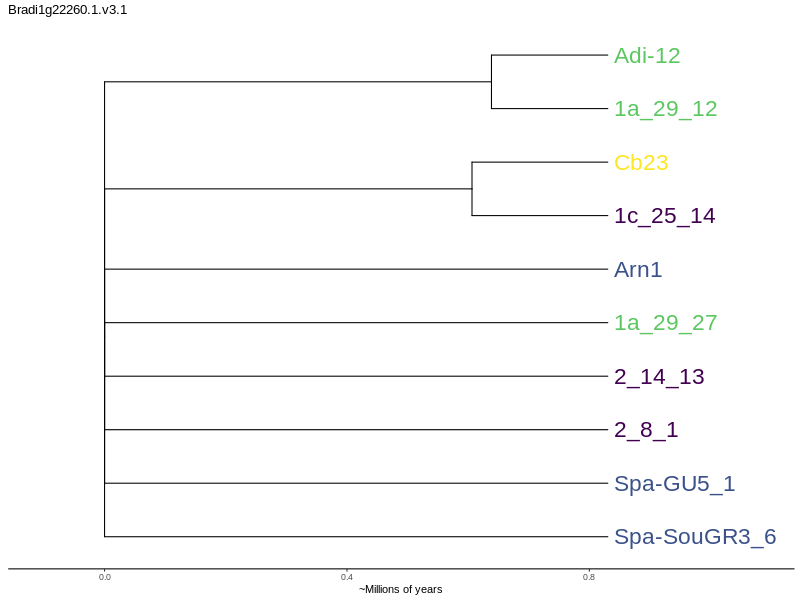 Bradi1g22260.1.v3.1
Adi-12
1a_29_12
Cb23
1c_25_14
Arn1
1a_29_27
2_14_13
2_8_1
Spa-GU5_1
Spa-SouGR3_6
0.0 0.4 0.8
~Millions of years